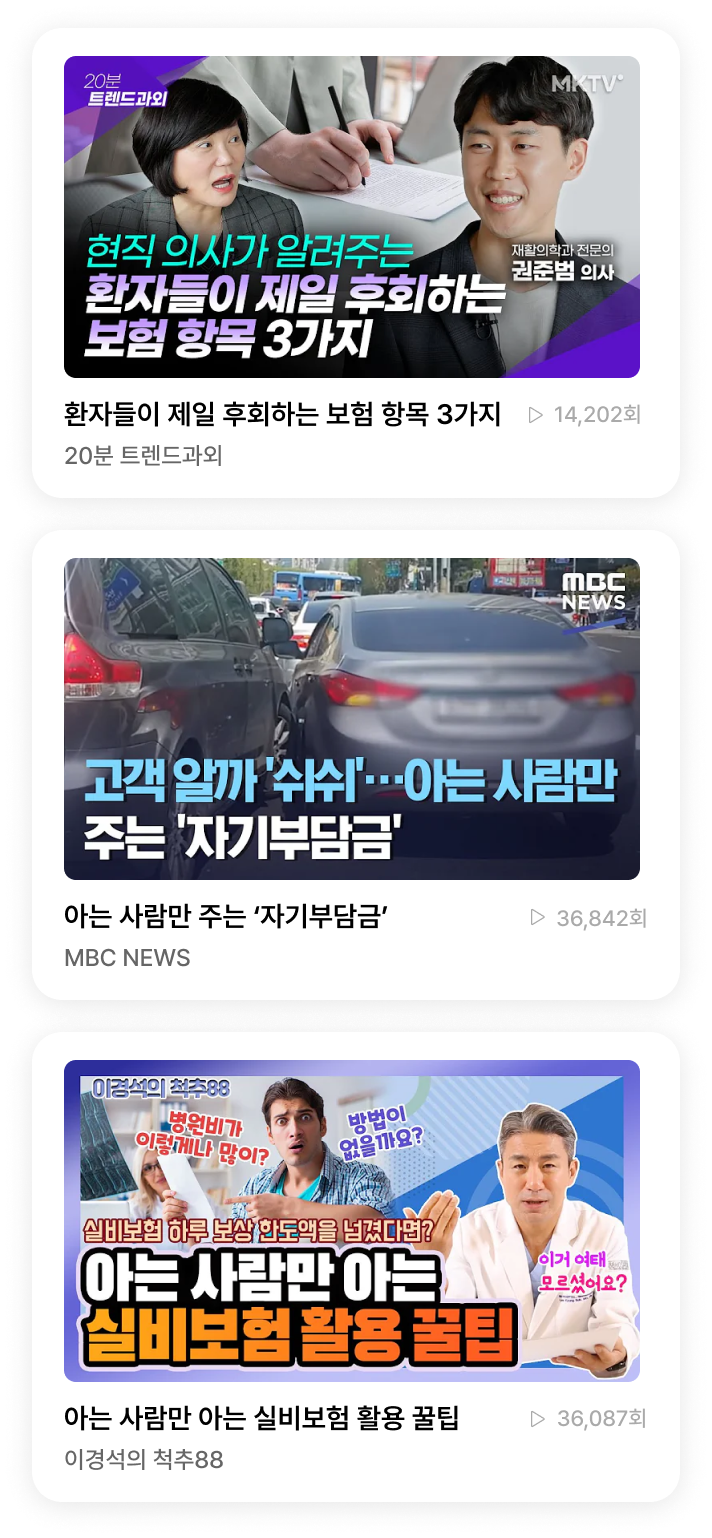 20분
트렌드과외
MKTV
현직 의사가 알려주는
환자들이 제일 후회하는
보험 항목 3가지
재활의학과 전문의
권준범 의사
환자들이 제일 후회하는 보험 항목 3가지
14,202회
20분 트렌드과외
MBC
NEWS
고객 알까 '쉬쉬'…아는 사람만
주는 '자기부담금'
아는 사람만 주는 ‘자기부담금’
36,842회
MBC NEWS
이경석의 척추88
병원비가
이렇게나 많이?
방법이
없을까요?
실비보험 하루 보상 한도액을 넘겼다면?
아는 사람만 아는
실비보험 활용 꿀팁
이거 여태
모르셨어요?
아는 사람만 아는 실비보험 활용 꿀팁
36,087회
이경석의 척추88